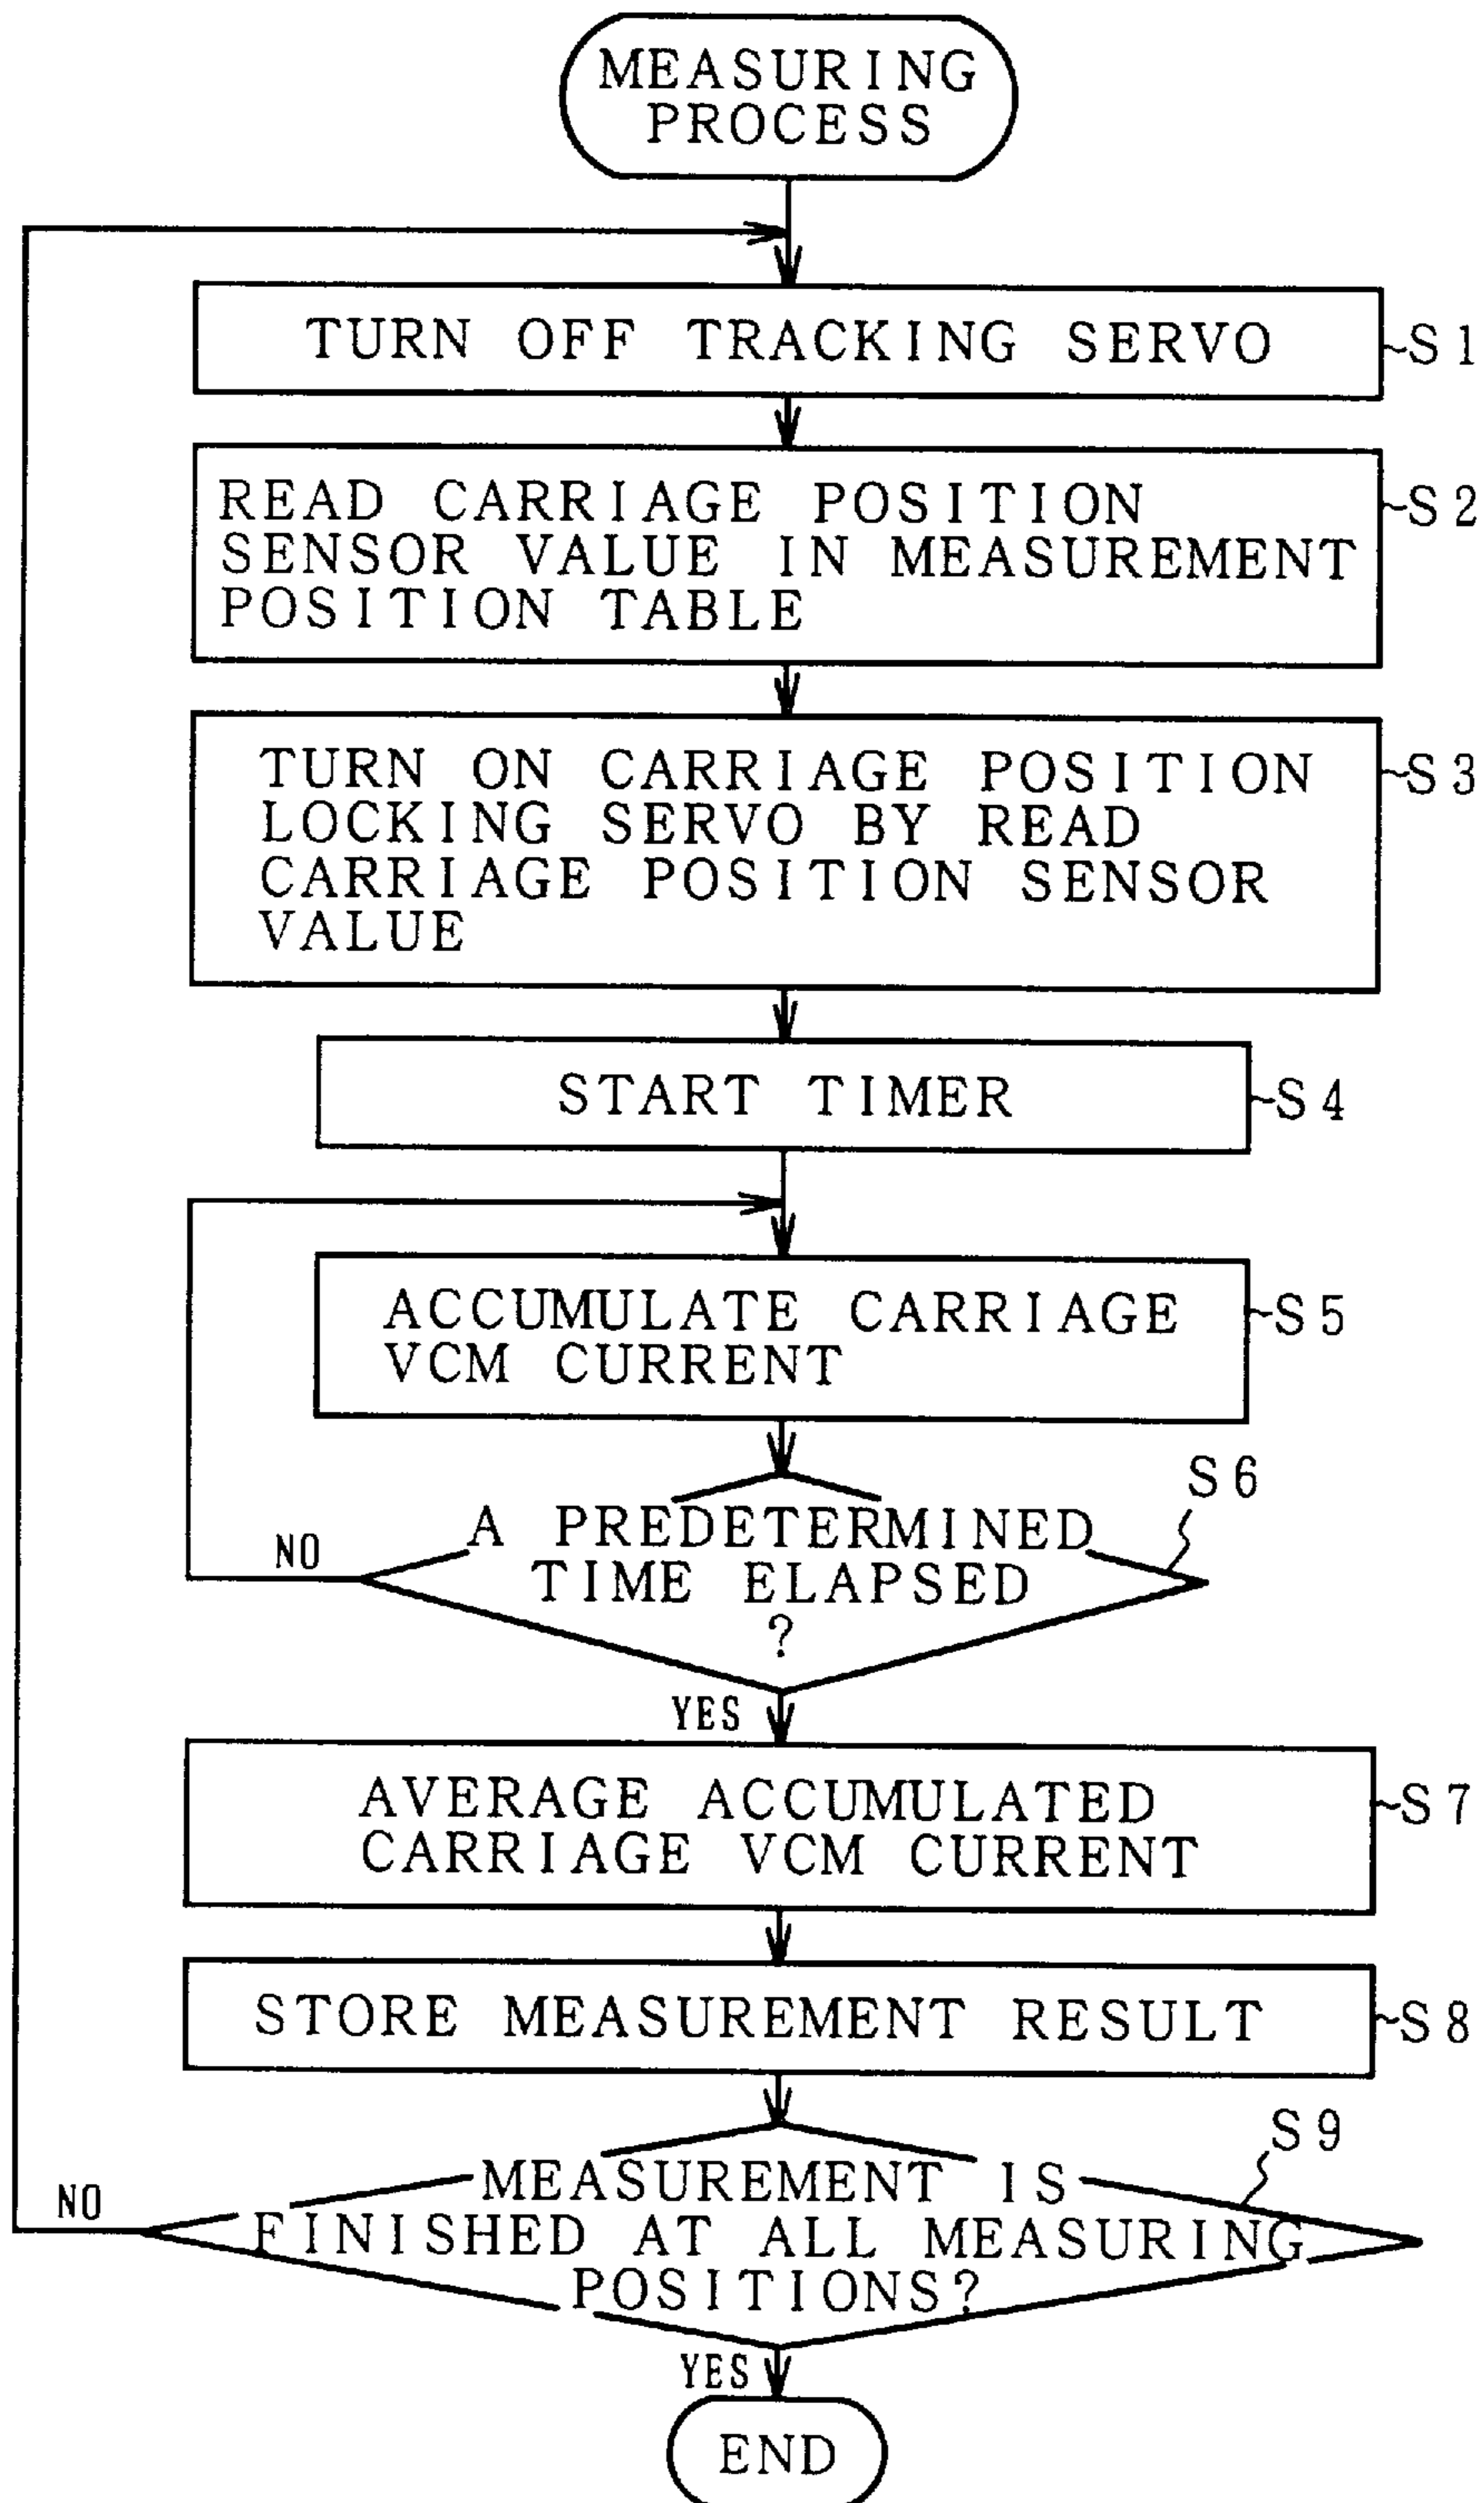 MEASURING
PROCESS
TURN OFF TRACKING SERVO
S1
READ CARRIAGE POSITION
SENSOR VALUE IN MEASUREMENT
POSITION TABLE
S2
TURN ON CARRIAGE POSITION
LOCKING SERVO BY READ
CARRIAGE POSITION SENSOR
VALUE
S3
START TIMER
S4
ACCUMULATE CARRIAGE
VCM CURRENT
S5
S6
A PREDETERMINED
TIME ELAPSED
?
NO
YES
AVERAGE ACCUMULATED
CARRIAGE VCM CURRENT
S7
STORE MEASUREMENT RESULT
S8
S9
MEASUREMENT IS
FINISHED AT ALL MEASURING
POSITIONS?
NO
YES
END